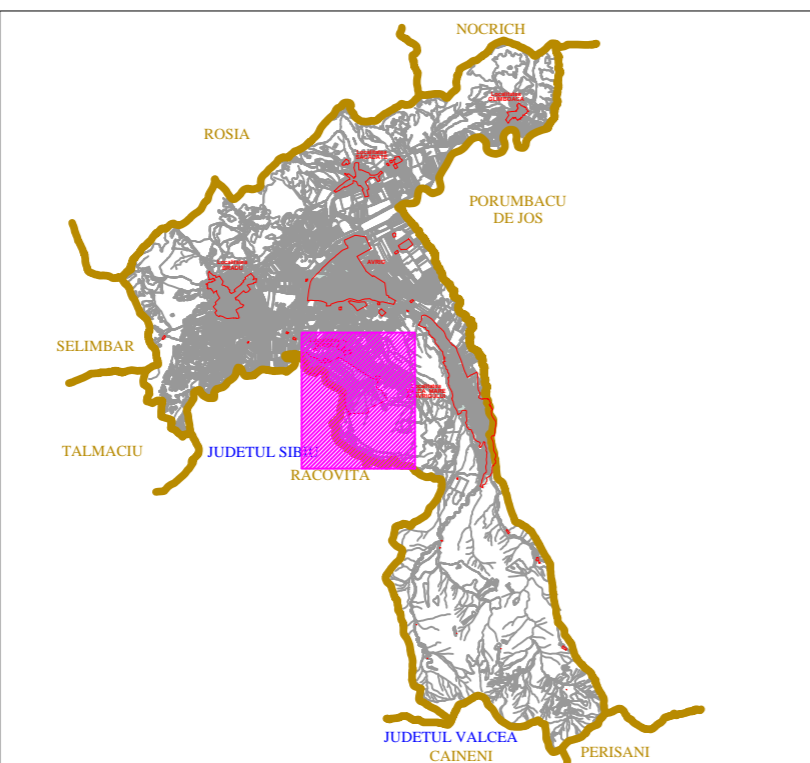 NOCRICH
ROSIA
PORUMBACU
DE JOS
AVRIG
SELIMBAR
TALMACIU
JUDETUL SIBIU
RACOVITA
JUDETUL VALCEA
CAINENI
PERISANI